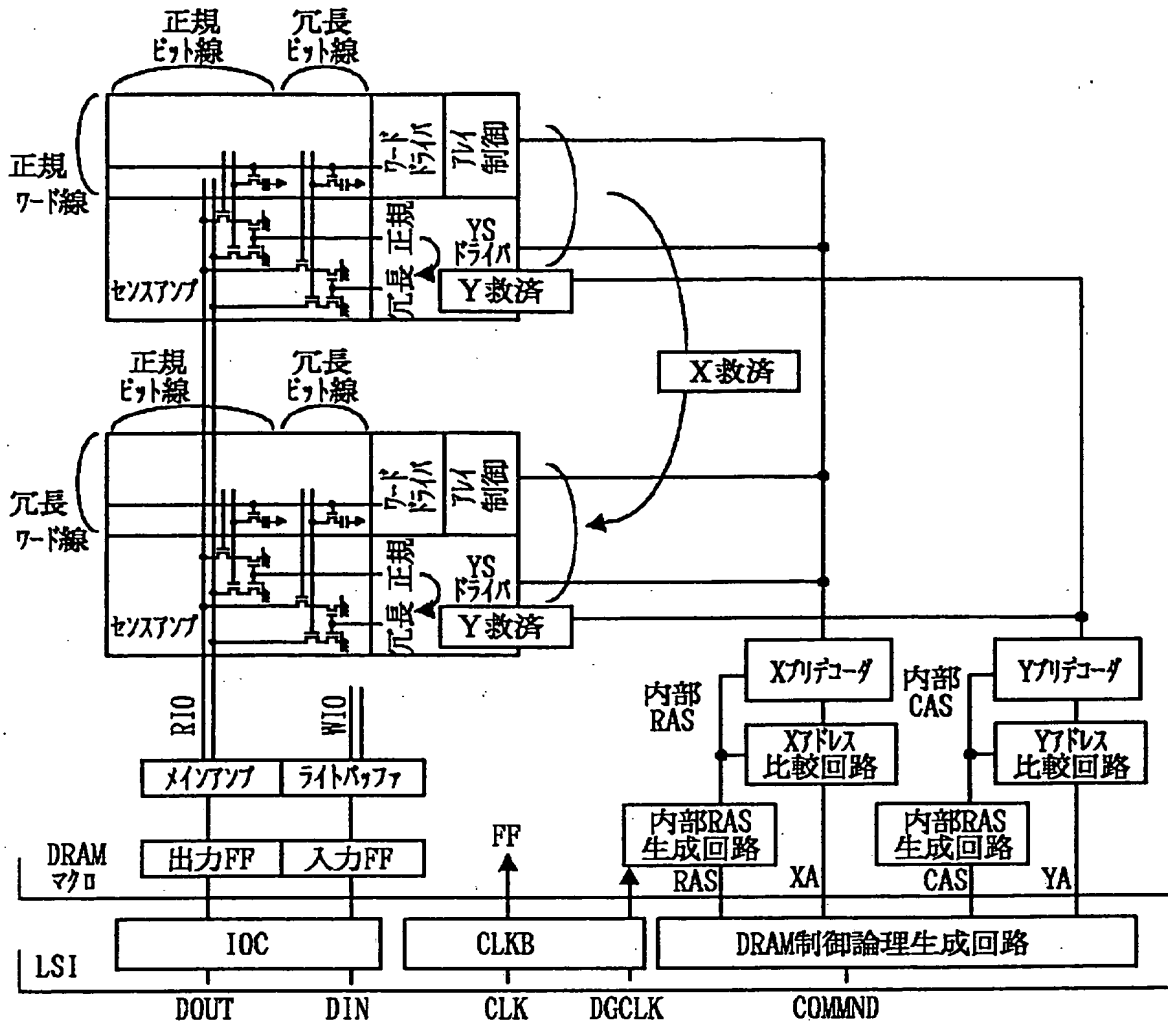 正規
ビット線
冗長
ビット線
正規
ワード線
ワード
ドライバ
アレイ
制御
正規
冗長
YS
ドライバ
センスアンプ
Y救済
X救済
正規
ビット線
冗長
ビット線
冗長
ワード線
ワード
ドライバ
アレイ
制御
正規
冗長
YS
ドライバ
センスアンプ
Y救済
RIO
WIO
内部
RAS
Xプリデコーダ
内部
CAS
Yプリデコーダ
Xアドレス
比較回路
Yアドレス
比較回路
メインアンプ
ライトバッファ
内部RAS
生成回路
内部RAS
生成回路
DRAM
マクロ
出力FF
入力FF
FF
RAS
XA
CAS
YA
IOC
CLKB
DRAM制御論理生成回路
LSI
DOUT
DIN
CLK
DGCLK
COMMND